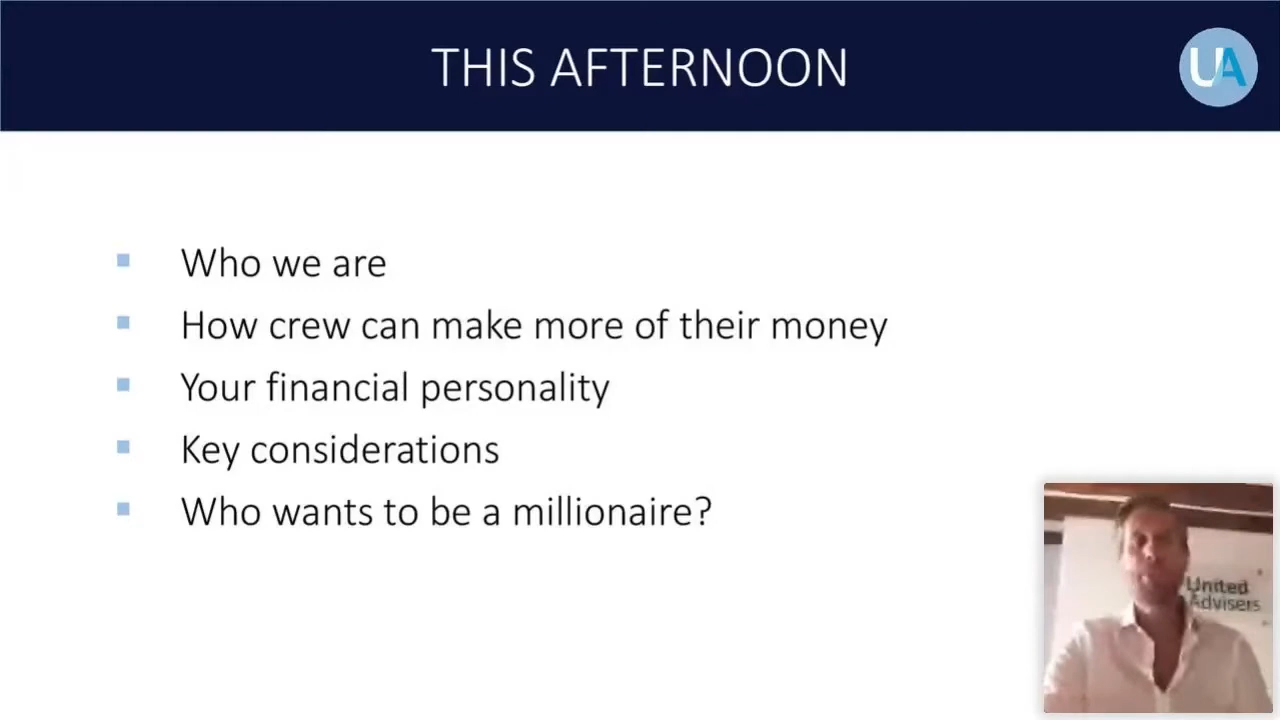 THIS AFTERNOON
UA
Who we are
How crew can make more of their money
Your financial personality
Key considerations
Who wants to be a millionaire?
United
Advisers